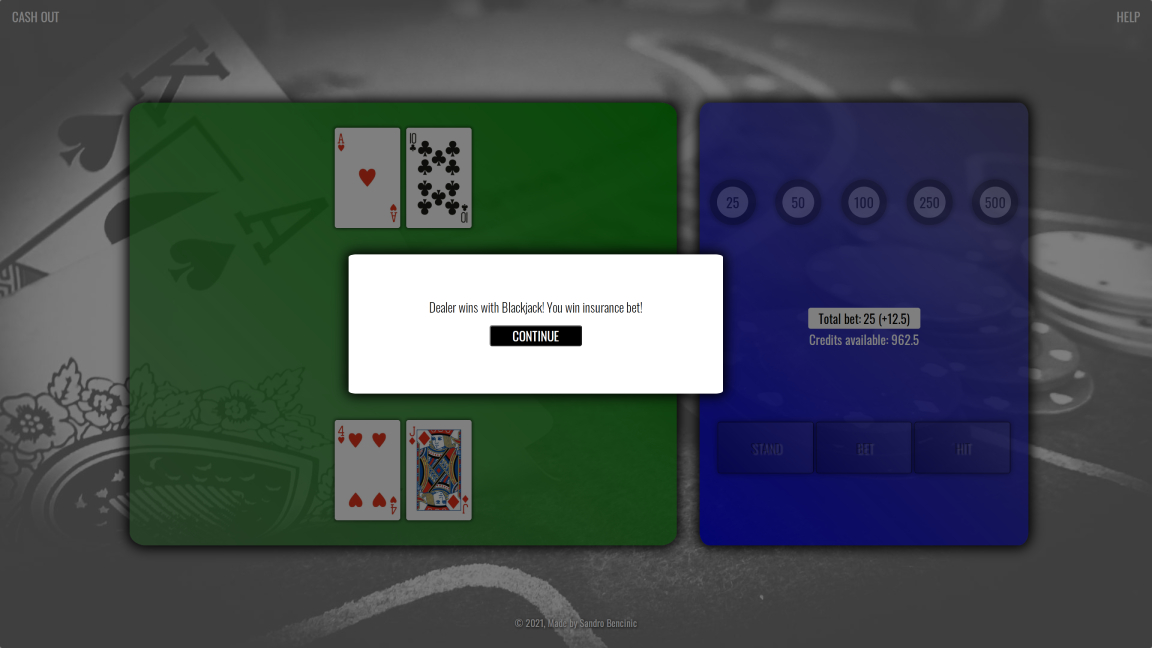 CASH OUT
HELP
K
A
A
A
10
10
25
50
100
250
500
Dealer wins with Blackjack! You win insurance bet!
CONTINUE
Total bet: 25 (+12.5)
Credits available: 962.5
4
J
STAND
BET
HIT
4
J
© 2021, Made by Sandro Bencinic